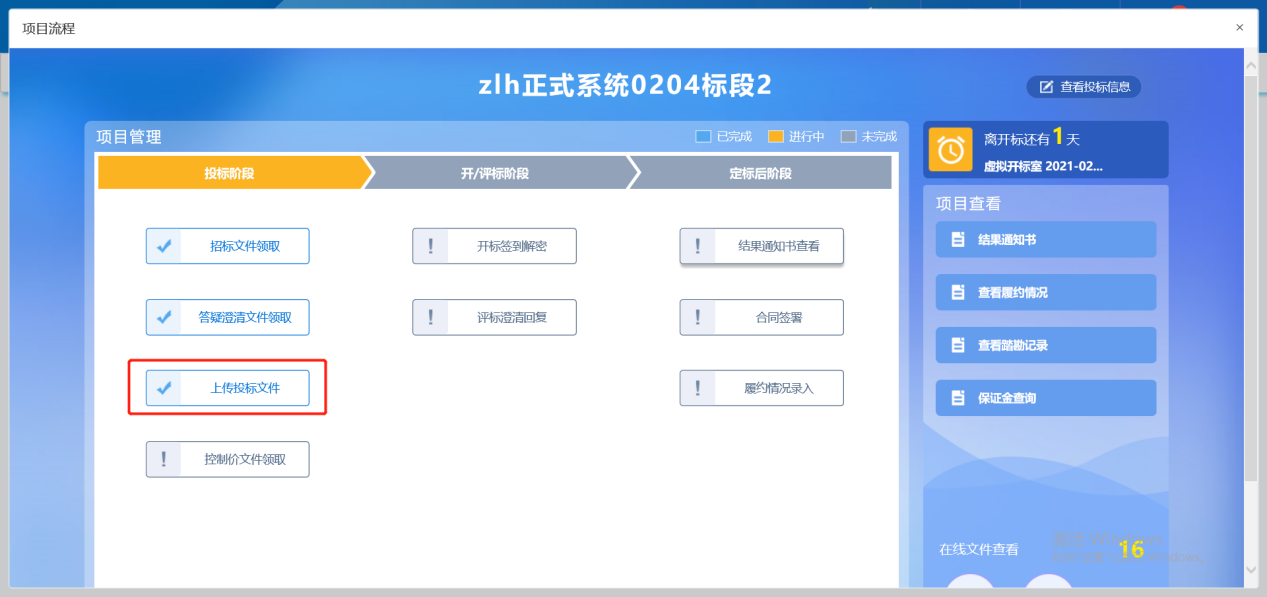 项目流程
×
zlh正式系统0204标段2
查看投标信息
项目管理
已完成
进行中
未完成
投标阶段
开/评标阶段
定标后阶段
招标文件领取
开标签到解密
结果通知书查看
答疑澄清文件领取
评标澄清回复
合同签署
上传投标文件
履约情况录入
控制价文件领取
离开标还有1天
虚拟开标室 2021-02...
项目查看
结果通知书
查看履约情况
查看踏勘记录
保证金查询
在线文件查看
16